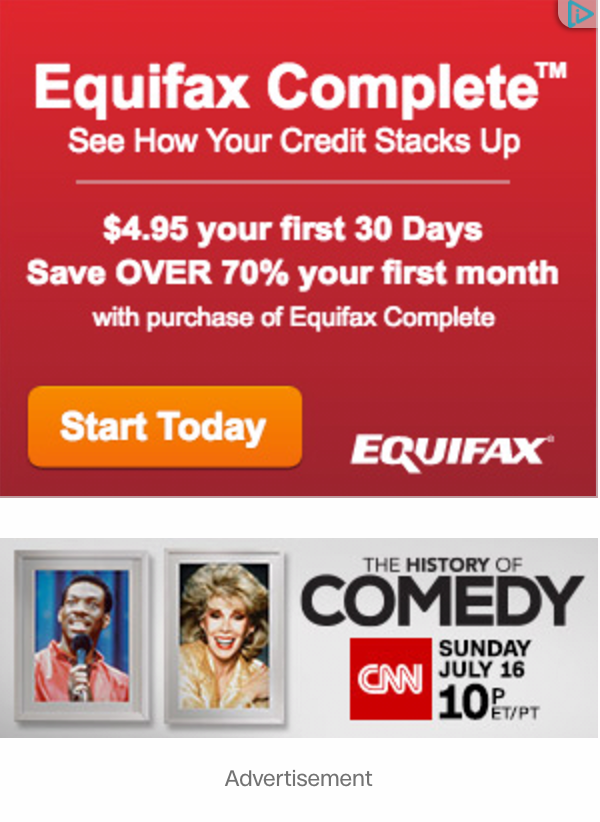 Equifax Complete™
See How Your Credit Stacks Up
$4.95 your first 30 Days
Save OVER 70% your first month
with purchase of Equifax Complete
Start Today
EQUIFAX®
THE HISTORY OF
COMEDY
CNN
SUNDAY
JULY 16
10P
ET/PT
Advertisement